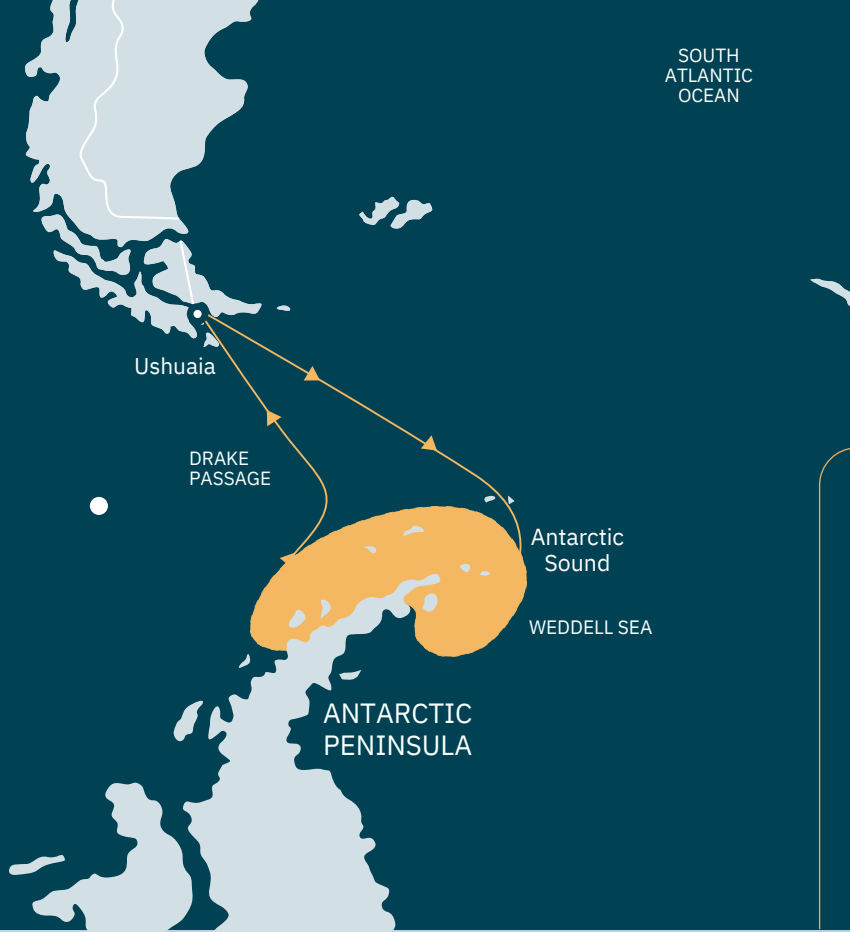 SOUTH
ATLANTIC
OCEAN
Ushuaia
DRAKE
PASSAGE
Antarctic
Sound
WEDDELL SEA
ANTARCTIC
PENINSULA